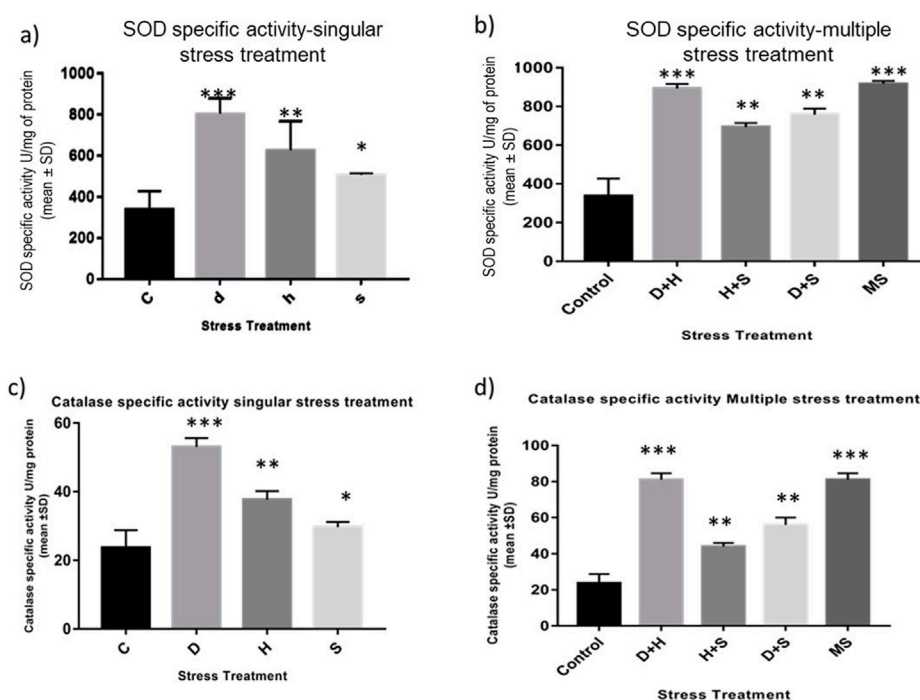 a)
SOD specific activity-singular
stress treatment
SOD specific activity U/mg of protein
(mean ± SD)
1000
800
600
400
200
0
***
**
*
C
d
h
s
Stress Treatment
b)
SOD specific activity-multiple
stress treatment
SOD specific activity U/mg of protein
(mean ± SD)
1000
800
600
400
200
0
***
**
**
***
Control
D+H
H+S
D+S
MS
Stress Treatment
c)
Catalase specific activity singular stress treatment
Catalase specific activity U/mg protein
(mean ±SD)
60
40
20
0
***
**
*
C
D
H
S
Stress Treatment
d)
Catalase specific activity Multiple stress treatment
Catalase specific activity U/mg protein
(mean ±SD)
100
80
60
40
20
0
***
**
**
***
Control
D+H
H+S
D+S
MS
Stress Treatment